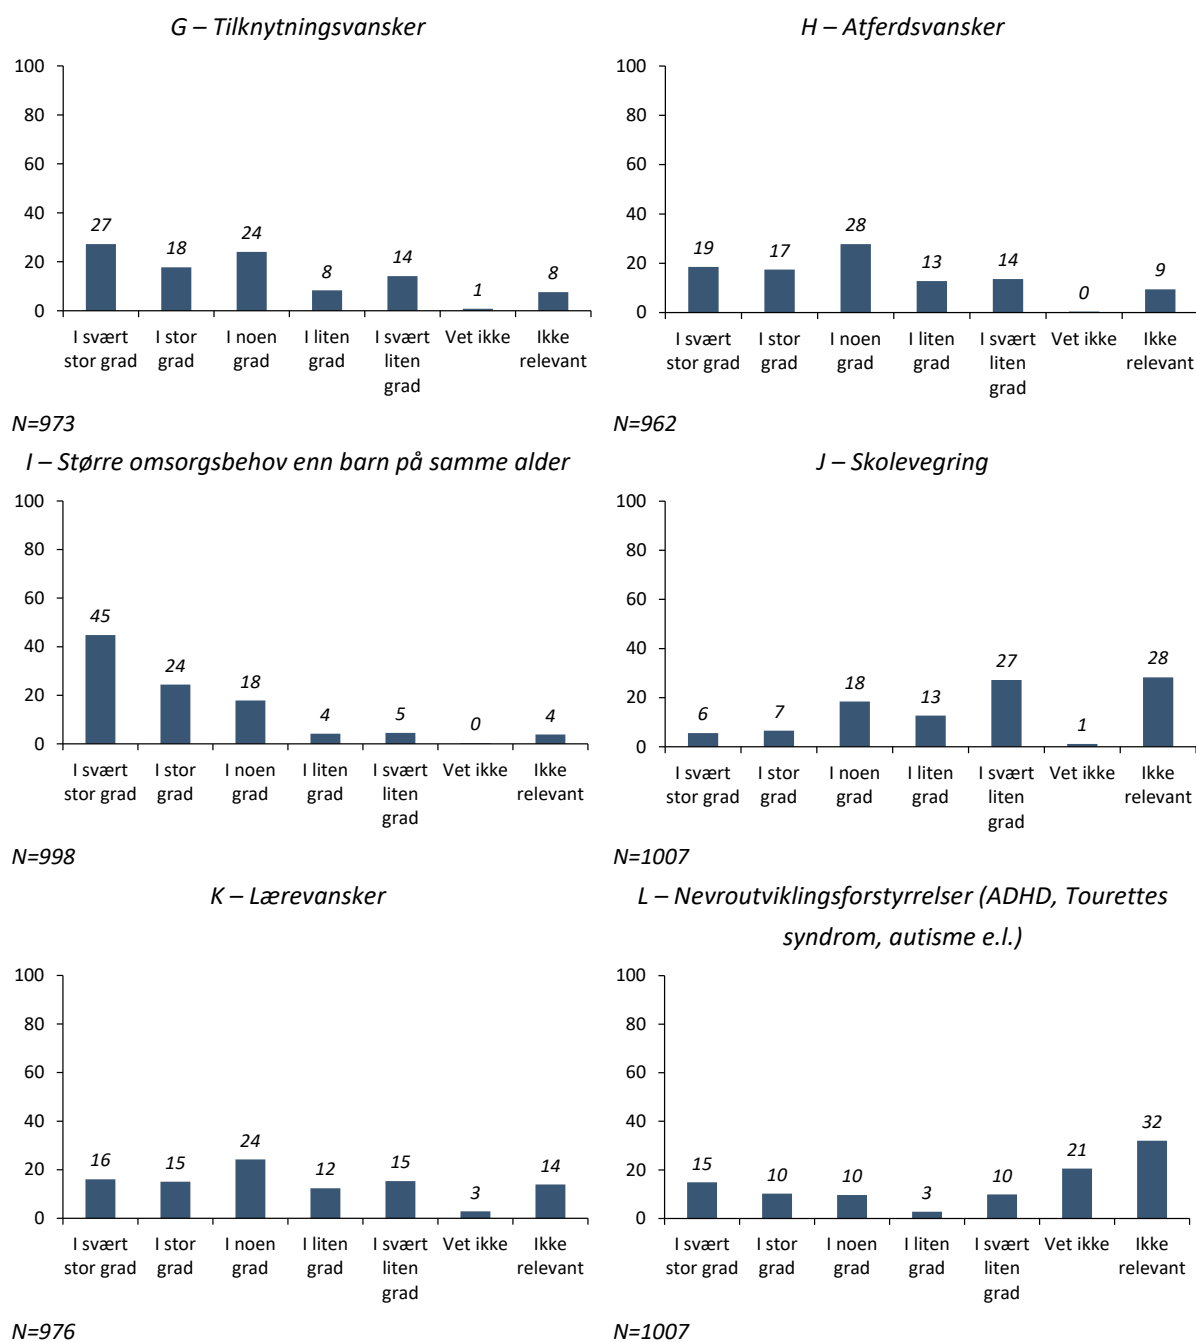 G – Tilknytningsvansker
100
80
60
40
20
0
27
18
24
8
14
1
8
I svært
stor grad
I stor
grad
I noen
grad
I liten
grad
I svært
liten
grad
Vet ikke
Ikke
relevant
N=973
H – Atferdsvansker
100
80
60
40
20
0
19
17
28
13
14
0
9
I svært
stor grad
I stor
grad
I noen
grad
I liten
grad
I svært
liten
grad
Vet ikke
Ikke
relevant
N=962
I – Større omsorgsbehov enn barn på samme alder
100
80
60
40
20
0
45
24
18
4
5
0
4
I svært
stor grad
I stor
grad
I noen
grad
I liten
grad
I svært
liten
grad
Vet ikke
Ikke
relevant
N=998
J – Skolevegring
100
80
60
40
20
0
6
7
18
13
27
1
28
I svært
stor grad
I stor
grad
I noen
grad
I liten
grad
I svært
liten
grad
Vet ikke
Ikke
relevant
N=1007
K – Lærevansker
100
80
60
40
20
0
16
15
24
12
15
3
14
I svært
stor grad
I stor
grad
I noen
grad
I liten
grad
I svært
liten
grad
Vet ikke
Ikke
relevant
N=976
L – Nevroutviklingsforstyrrelser (ADHD, Tourettes
syndrom, autisme e.l.)
100
80
60
40
20
0
15
10
10
3
10
21
32
I svært
stor grad
I stor
grad
I noen
grad
I liten
grad
I svært
liten
grad
Vet ikke
Ikke
relevant
N=1007